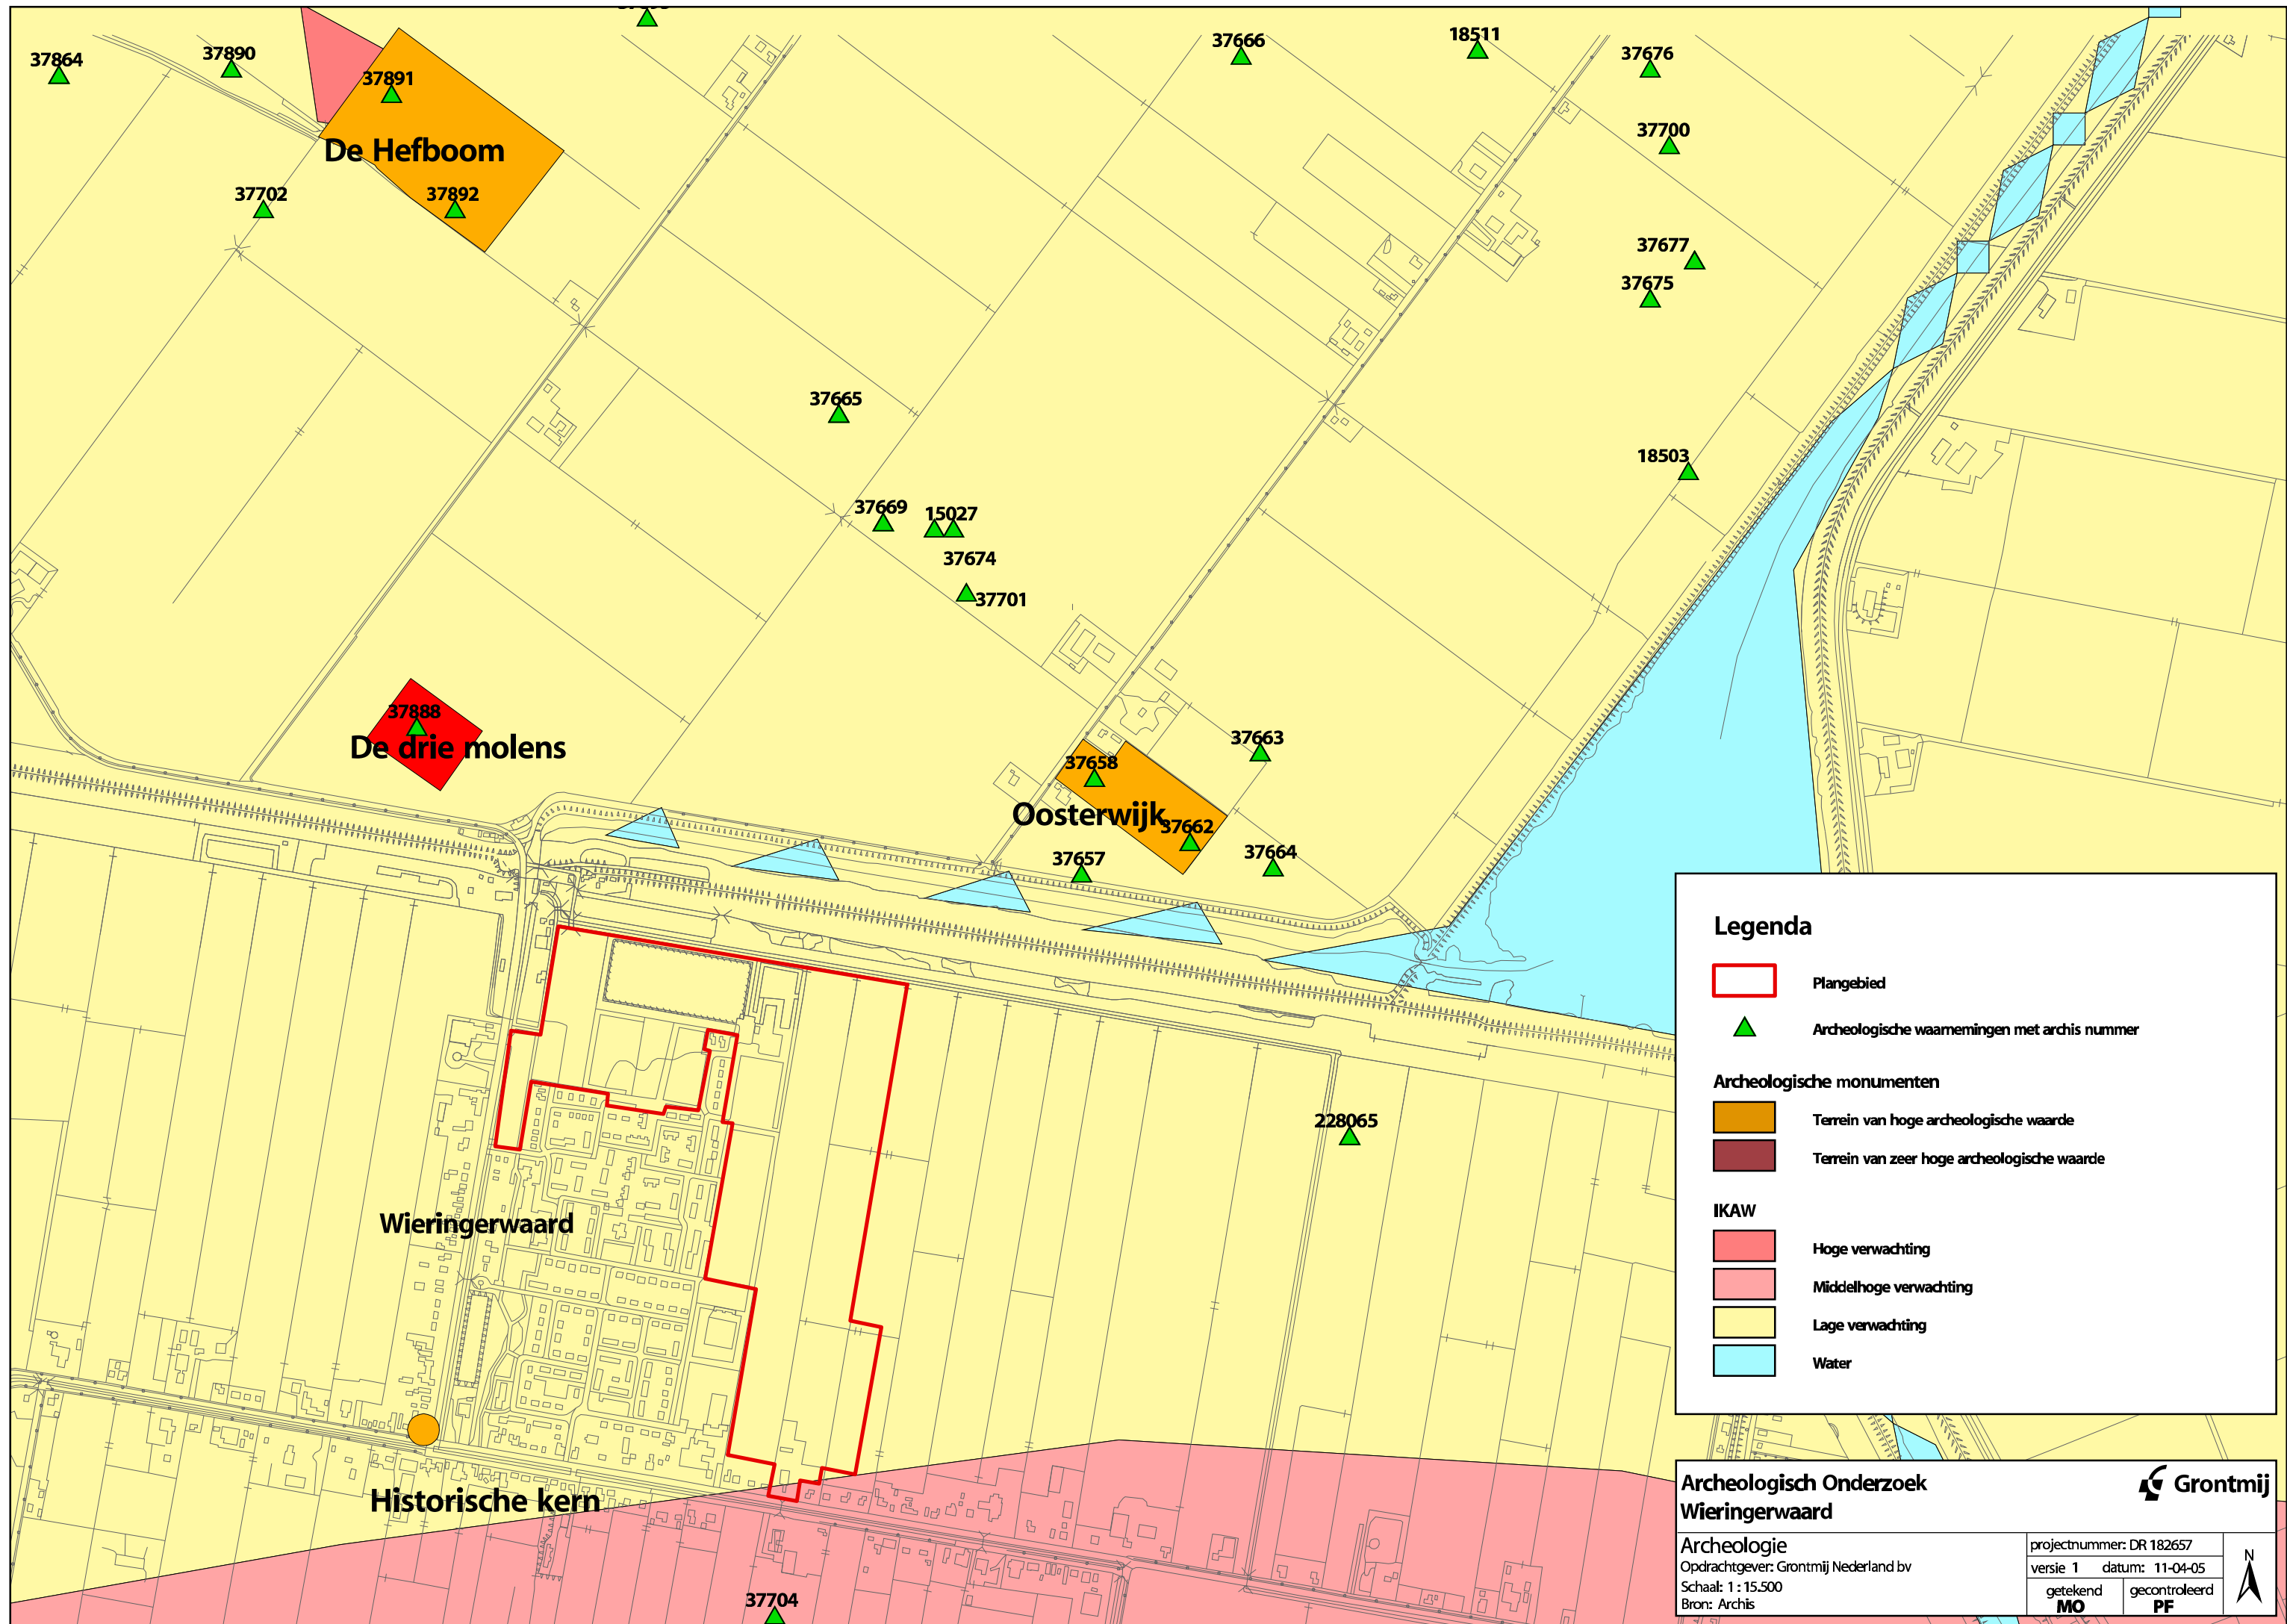 37864
37890
37891
37666
18511
37676
37700
De Hefboom
37702
37892
37677
37675
37665
18503
37669
15027
37674
37701
37888
De drie molens
37663
37658
Oosterwijk
37662
37657
37664
228065
Wieringerwaard
Historische kern
37704
Legenda
Plangebied
Archeologische waarnemingen met archis nummer
Archeologische monumenten
Terrein van hoge archeologische waarde
Terrein van zeer hoge archeologische waarde
IKAW
Hoge verwachting
Middelhoge verwachting
Lage verwachting
Water
Archeologisch Onderzoek
Wieringerwaard
Grontmij
Archeologie
Opdrachtgever: Grontmij Nederland bv
Schaal: 1 : 15.500
Bron: Archis
projectnummer: DR 182657
versie 1 datum: 11-04-05
getekend gecontroleerd
MO PF
N